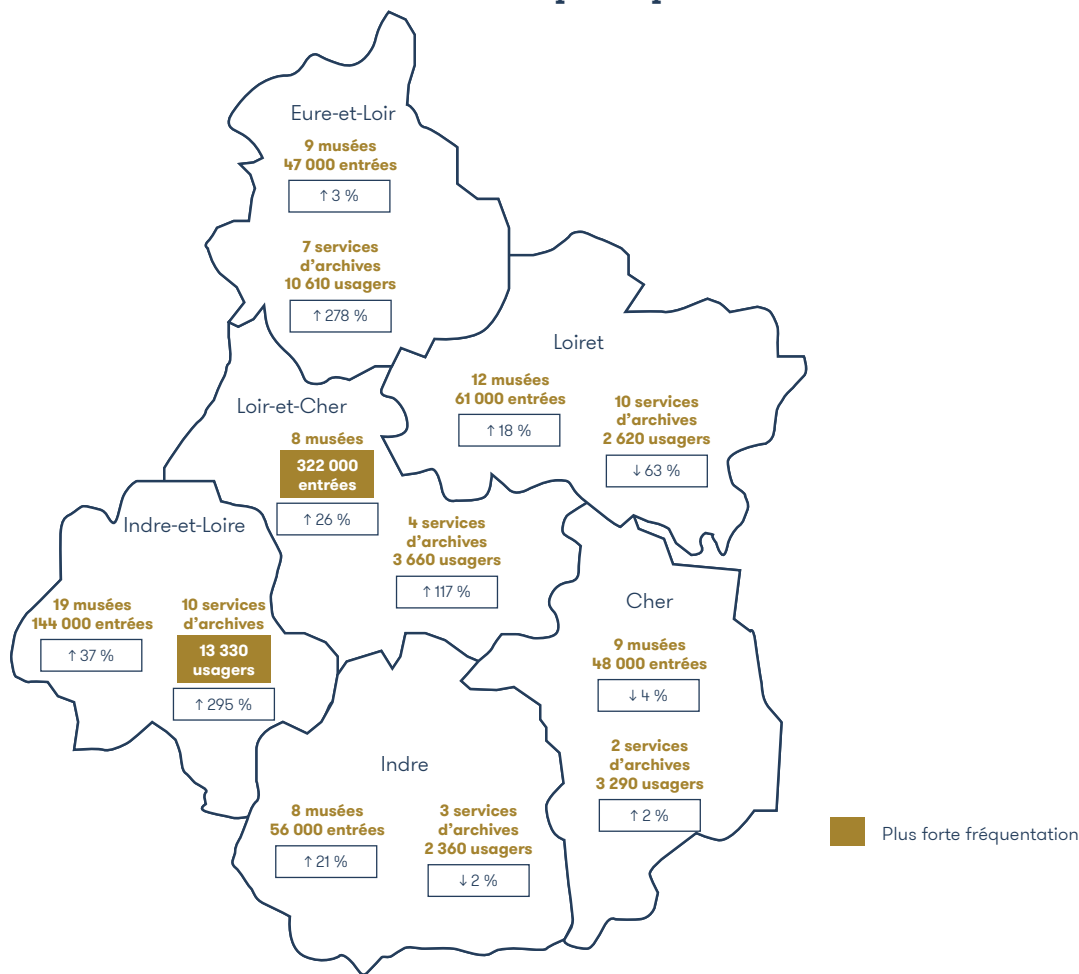 Eure-et-Loir
9 musées
47 000 entrées
↑ 3 %
7 services
d'archives
10 610 usagers
↑ 278 %
Loiret
12 musées
61 000 entrées
↑ 18 %
10 services
d'archives
2 620 usagers
↓ 63 %
Loir-et-Cher
8 musées
322 000
entrées
↑ 26 %
4 services
d'archives
3 660 usagers
↑ 117 %
Indre-et-Loire
19 musées
144 000 entrées
↑ 37 %
10 services
d'archives
13 330
usagers
↑ 295 %
Cher
9 musées
48 000 entrées
↓ 4 %
2 services
d'archives
3 290 usagers
↑ 2 %
Indre
8 musées
56 000 entrées
↑ 21 %
3 services
d'archives
2 360 usagers
↓ 2 %
Plus forte fréquentation